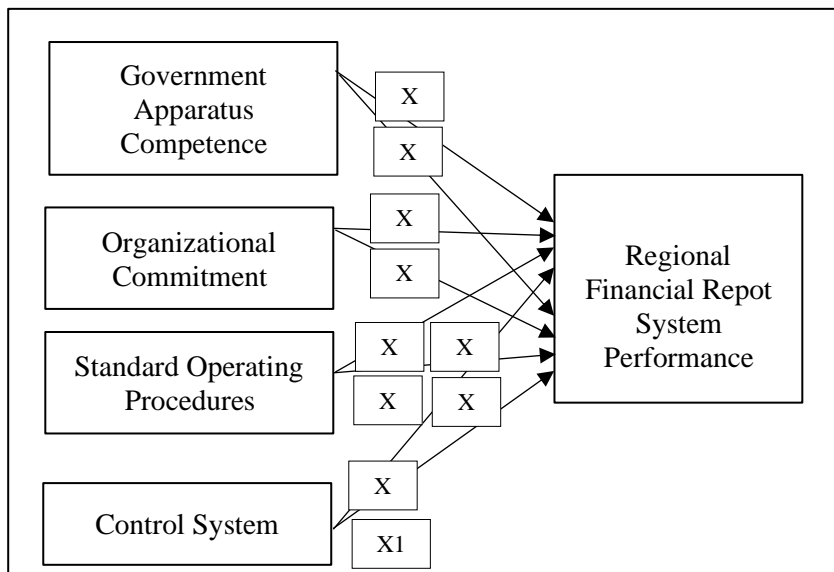 Government
Apparatus
Competence
X
X
Organizational
Commitment
X
X
Standard Operating
Procedures
X
X
X
X
Control System
X
X1
Regional
Financial Repot
System
Performance